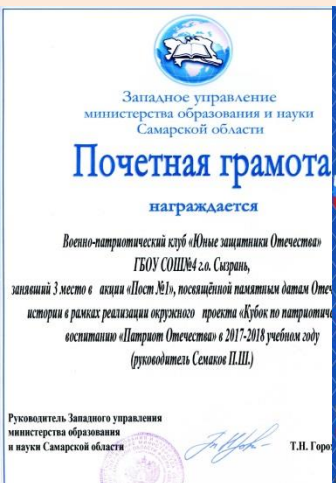 Западное управление
министерства образования и науки
Самарской области
Почетная грамота
награждается
Военно-патриотический клуб «Юные защитники Отечества»
ГБОУ СОШ№4 г.о. Сызрань,
занявший 3 место в акции «Пост №1», посвящённой памятным датам
истории в рамках реализации окружного проекта «Кубок по
воспитанию «Патриот Отечества» в 2017-2018 учебном году
(руководитель Семаков П.Ш.)
Руководитель Западного управления
министерства образования
и науки Самарской области
Т.Н.